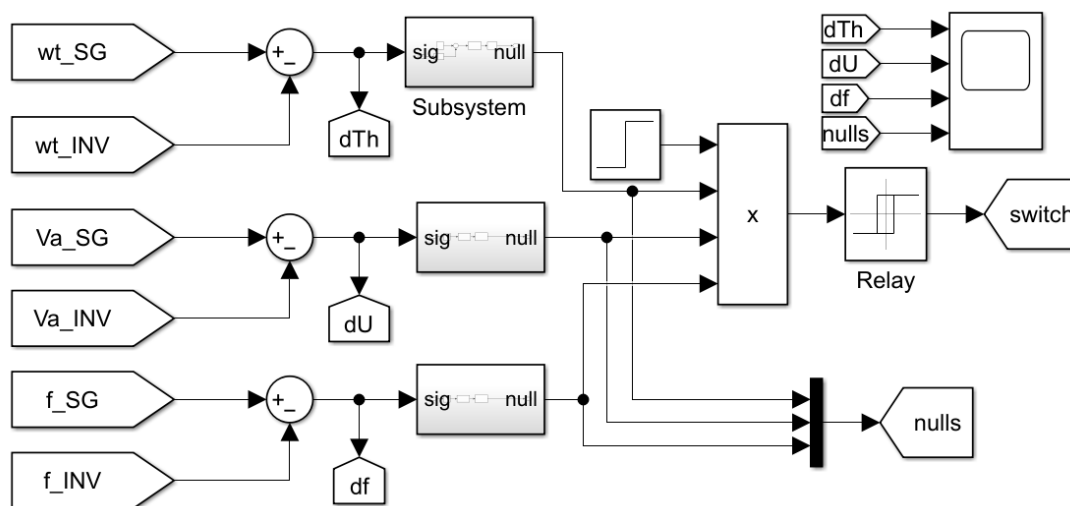 wt_SG
wt_INV
+
−
dTh
sig
null
Subsystem
Va_SG
Va_INV
+
−
dU
sig
null
f_SG
f_INV
+
−
df
sig
null
x
Relay
switch
dTh
dU
df
nulls
nulls